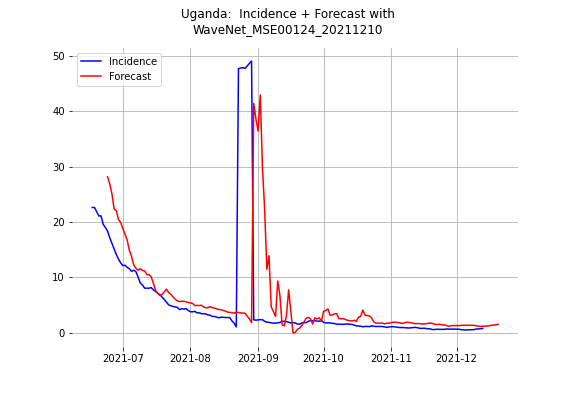 Uganda:  Incidence + Forecast with
WaveNet_MSE00124_20211210
Incidence
Forecast
50
40
30
20
10
0
2021-07 2021-08 2021-09 2021-10 2021-11 2021-12